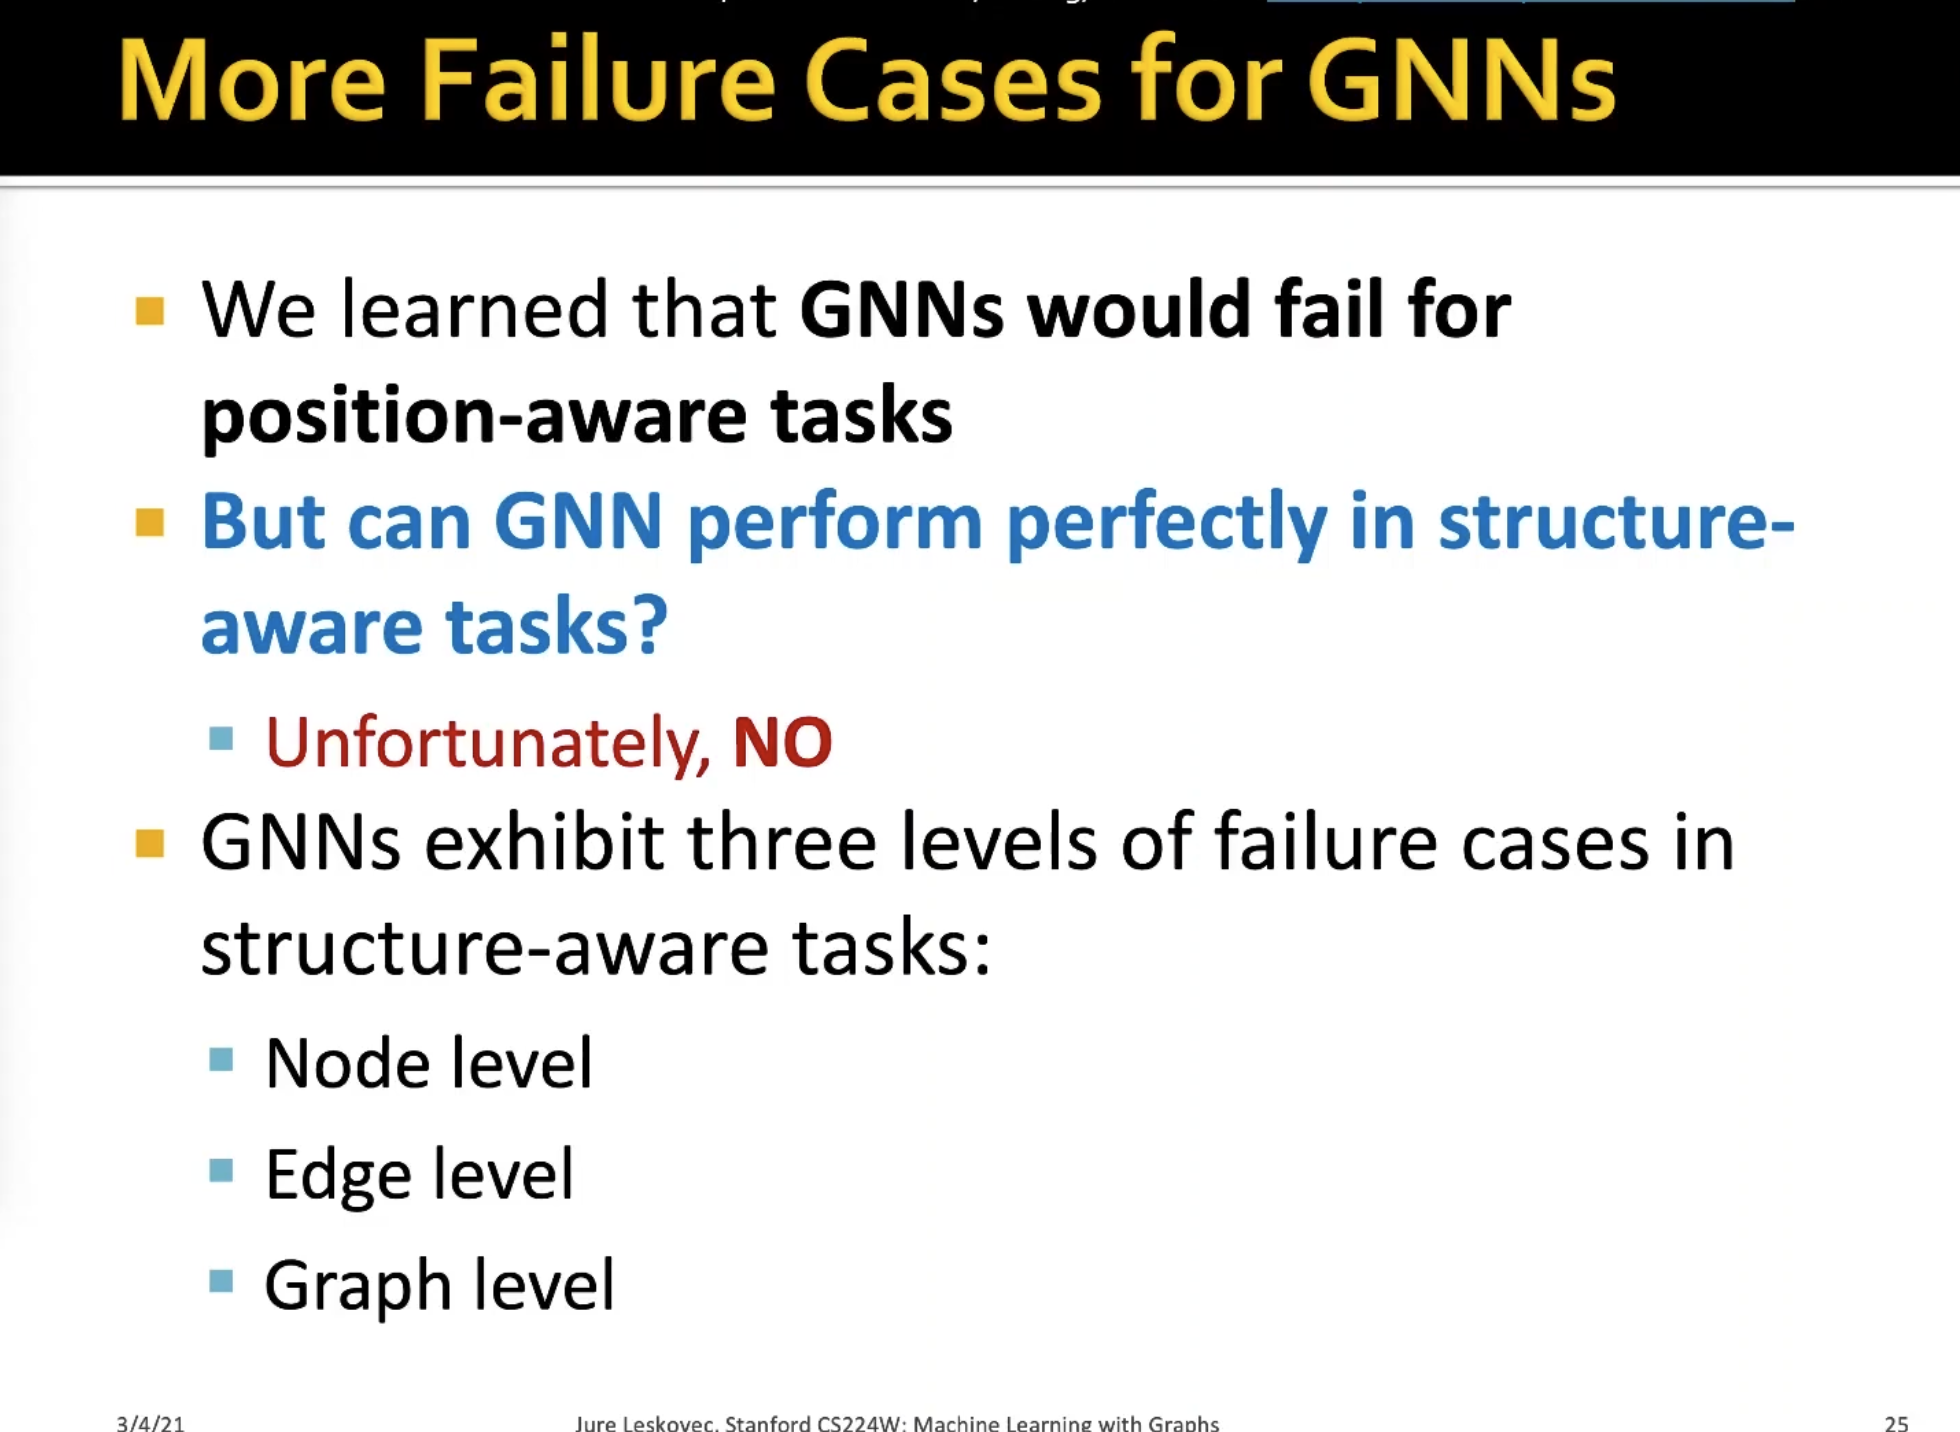 More Failure Cases for GNNs
We learned that GNNs would fail for
position-aware tasks
But can GNN perform perfectly in structure-
aware tasks?
Unfortunately, NO
GNNs exhibit three levels of failure cases in
structure-aware tasks:
Node level
Edge level
Graph level
3/4/21
Jure Leskovec, Stanford CS224W: Machine Learning with Graphs
25